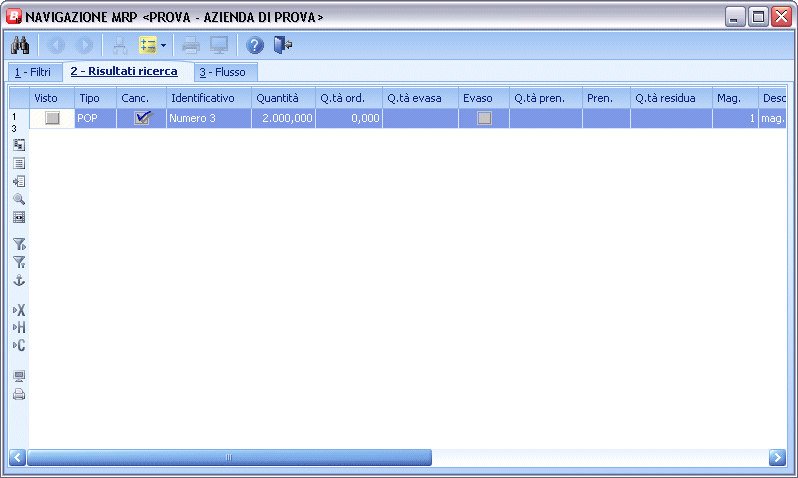 NAVIGAZIONE MRP <PROVA - AZIENDA DI PROVA>
1 - Filtri 2 - Risultati ricerca 3 - Flusso
Visto Tipo Canc. Identificativo Quantità Q.tà ord. Q.tà evasa Evaso Q.tà pren. Pren. Q.tà residua Mag. Desc
1 POP Numero 3 2.000,000 0,000 1 mag.
3
X
H
C